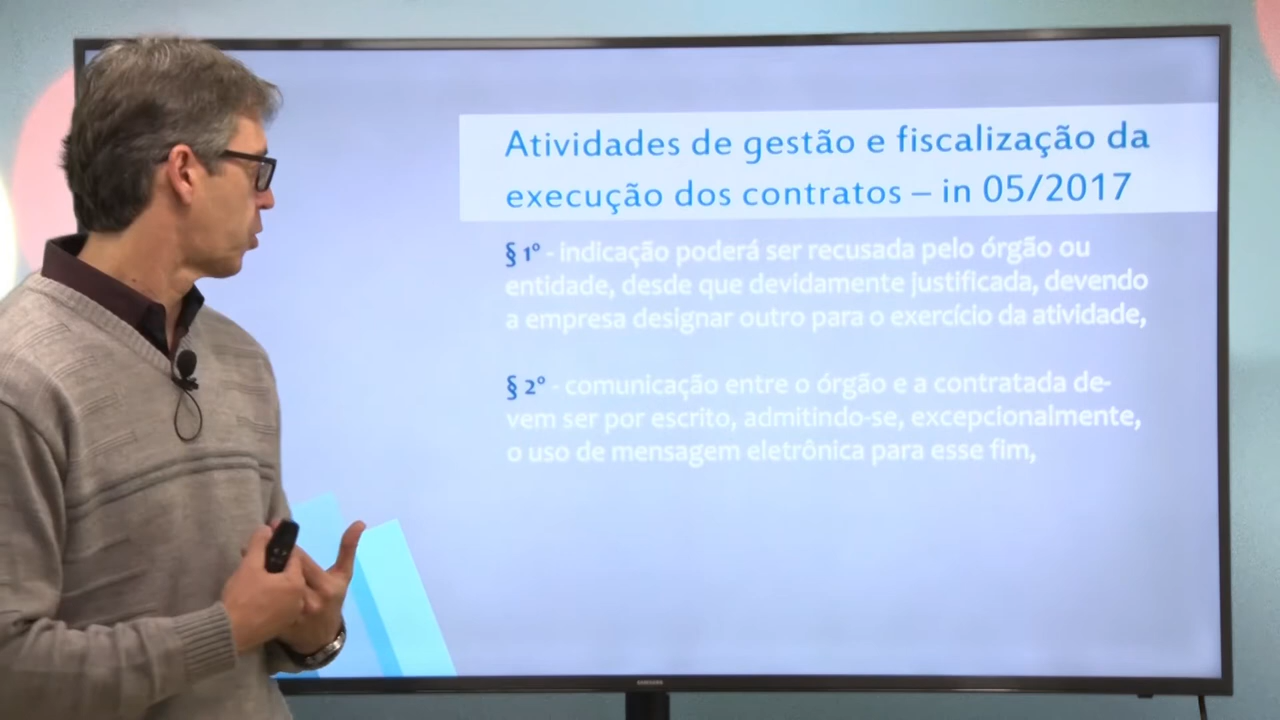 Atividades de gestão e fiscalização da
execução dos contratos – in 05/2017
§ 1º - indicação poderá ser recusada pelo órgão ou
entidade, desde que devidamente justificada, devendo
a empresa designar outro para o exercício da atividade,
§ 2º - comunicação entre o órgão e a contratada de-
vem ser por escrito, admitindo-se, excepcionalmente,
o uso de mensagem eletrônica para esse fim,
SAMSUNG